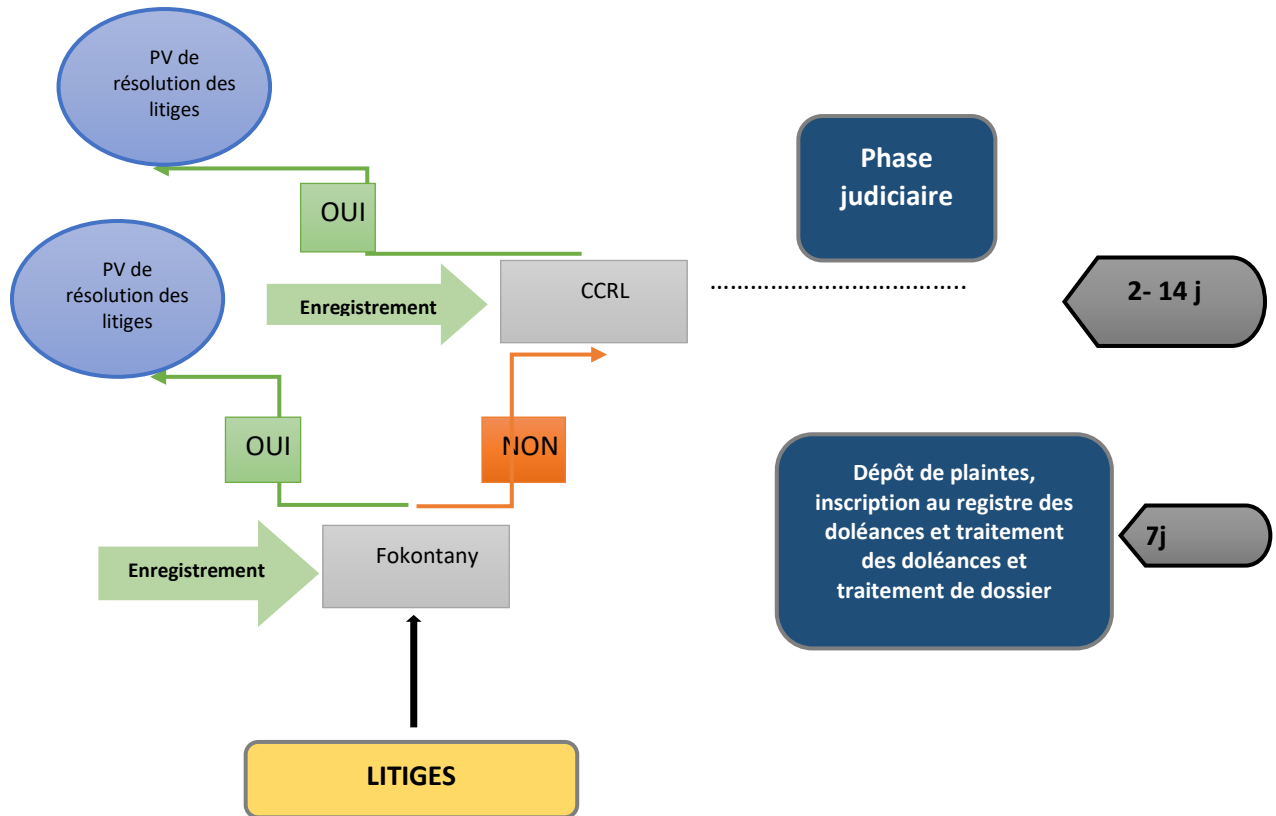 PV de
résolution des
litiges
OUI
Phase
judiciaire
PV de
résolution des
litiges
Enregistrement
CCRL
2- 14 j
OUI
NON
Dépôt de plaintes,
inscription au registre des
doléances et traitement
des doléances et
traitement de dossier
7j
Enregistrement
Fokontany
LITIGES